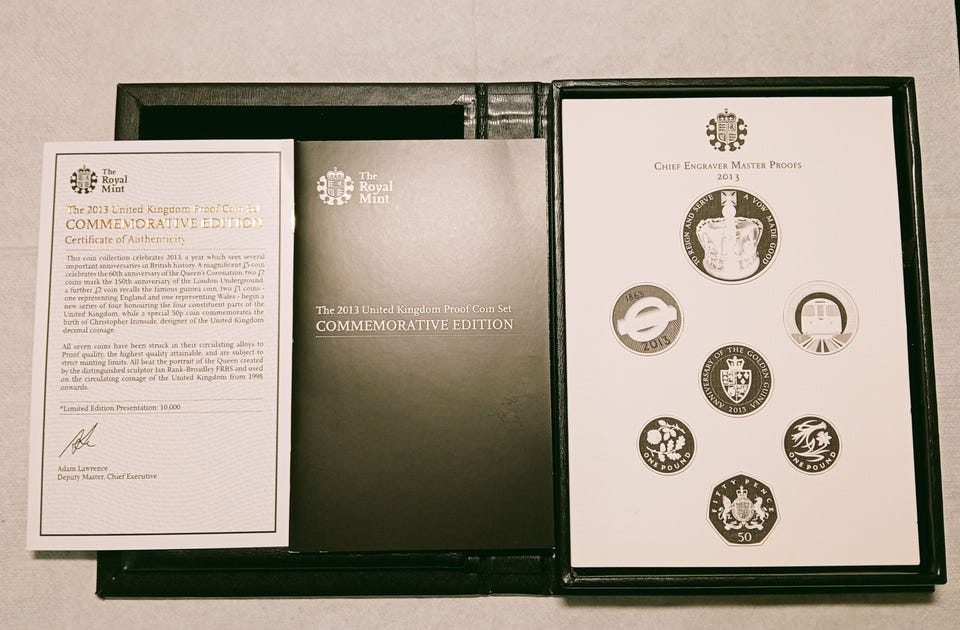 The
Royal
Mint
The 2013 United Kingdom Proof Coin Set
COMMEMORATIVE EDITION
Certificate of Authenticity
This coin collection celebrates 2013, a year which sees several
important anniversaries in British history. A magnificent £5 coin
celebrates the 60th anniversary of the Queen's Coronation, two £2
coins mark the 150th anniversary of the London Underground,
a further £2 coin recalls the famous guinea coin, two £1 coins -
one representing England and one representing Wales - begin a
new series of four honouring the four constituent parts of the
United Kingdom, while a special 50p coin commemorates the
birth of Christopher Ironside, designer of the United Kingdom
decimal coinage.
All seven coins have been struck in their circulating alloys to
Proof quality, the highest quality attainable, and are subject to
strict minting limits. All bear the portrait of the Queen created
by the distinguished sculptor Ian Rank-Broadley FRBS and used
on the circulating coinage of the United Kingdom from 1998
onwards.
*Limited Edition Presentation: 10,000
Adam Lawrence
Deputy Master, Chief Executive
The
Royal
Mint
The 2013 United Kingdom Proof Coin Set
COMMEMORATIVE EDITION
CHIEF ENGRAVER MASTER PROOFS
2013
TO REIGN AND SERVE
A VOW MADE GOOD
1863
2013
ANNIVERSARY OF THE GOLDEN GUINEA
2013
ONE POUND
ONE POUND
FIFTY PENCE
50